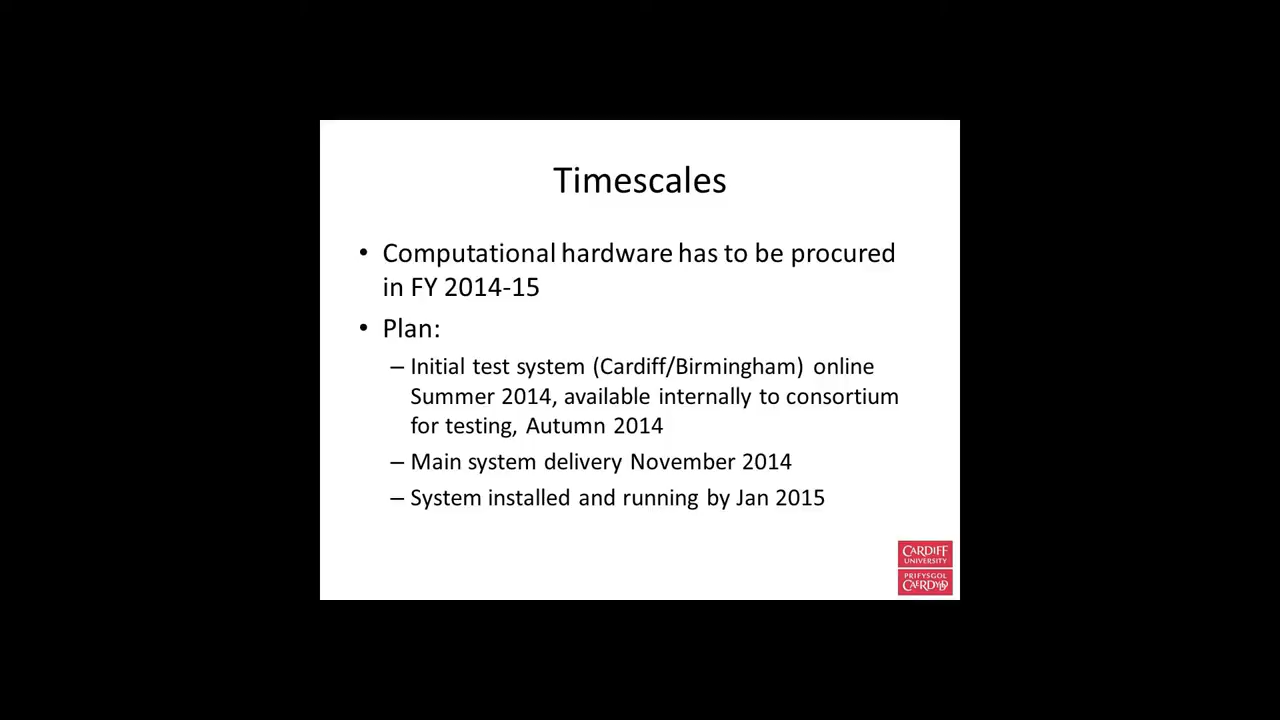 Timescales
• Computational hardware has to be procured
in FY 2014-15
• Plan:
– Initial test system (Cardiff/Birmingham) online
Summer 2014, available internally to consortium
for testing, Autumn 2014
– Main system delivery November 2014
– System installed and running by Jan 2015
CARDIFF
UNIVERSITY
PRIFYSGOL
CAERDYDD